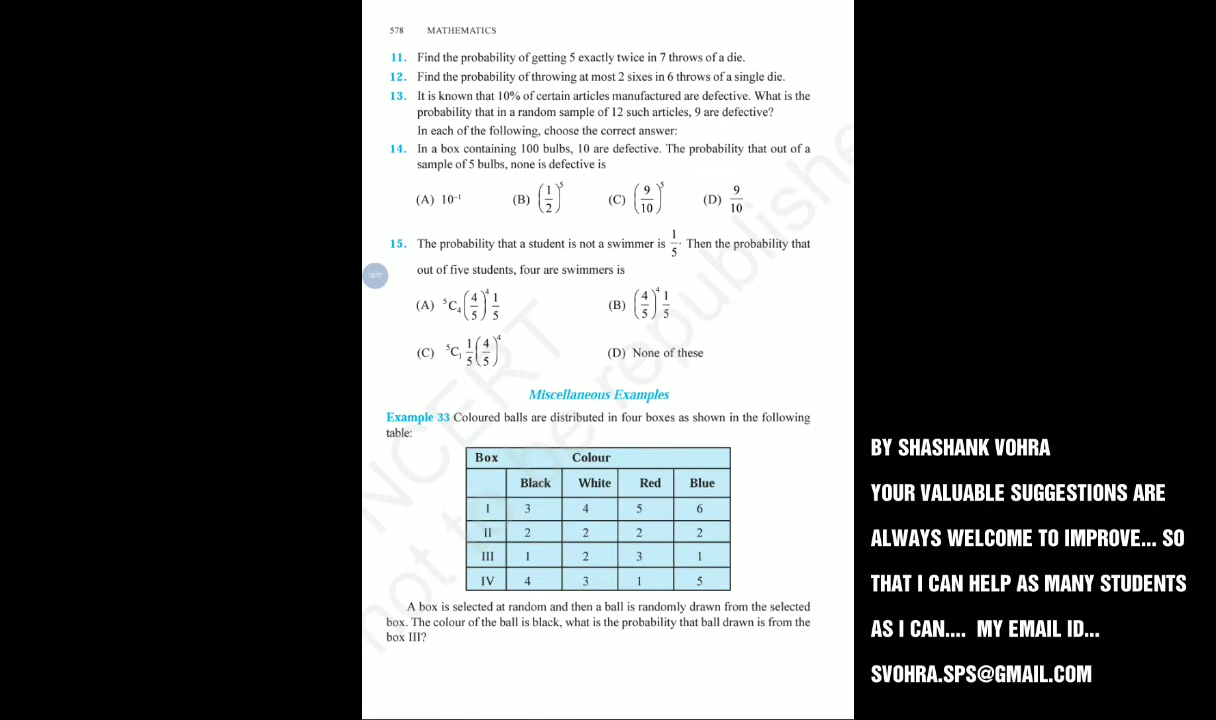 578 MATHEMATICS
11. Find the probability of getting 5 exactly twice in 7 throws of a die.
12. Find the probability of throwing at most 2 sixes in 6 throws of a single die.
13. It is known that 10% of certain articles manufactured are defective. What is the
probability that in a random sample of 12 such articles, 9 are defective?
In each of the following, choose the correct answer:
14. In a box containing 100 bulbs, 10 are defective. The probability that out of a
sample of 5 bulbs, none is defective is
(A) 10⁻¹ (B) (1/2)⁵ (C) (9/10)⁵ (D) 9/10
15. The probability that a student is not a swimmer is 1/5. Then the probability that
out of five students, four are swimmers is
(A) ⁵C₄ (4/5)⁴ 1/5 (B) (4/5)⁴ 1/5
(C) ⁵C₁ 1/5 (4/5)⁴ (D) None of these
Miscellaneous Examples
Example 33 Coloured balls are distributed in four boxes as shown in the following
table:
Box Colour
Black White Red Blue
I 3 4 5 6
II 2 2 2 2
III 1 2 3 1
IV 4 3 1 5
A box is selected at random and then a ball is randomly drawn from the selected
box. The colour of the ball is black, what is the probability that ball drawn is from the
box III?
NCERT
not to be republishe
BY SHASHANK VOHRA
YOUR VALUABLE SUGGESTIONS ARE
ALWAYS WELCOME TO IMPROVE... SO
THAT I CAN HELP AS MANY STUDENTS
AS I CAN.... MY EMAIL ID...
SVOHRA.SPS@GMAIL.COM